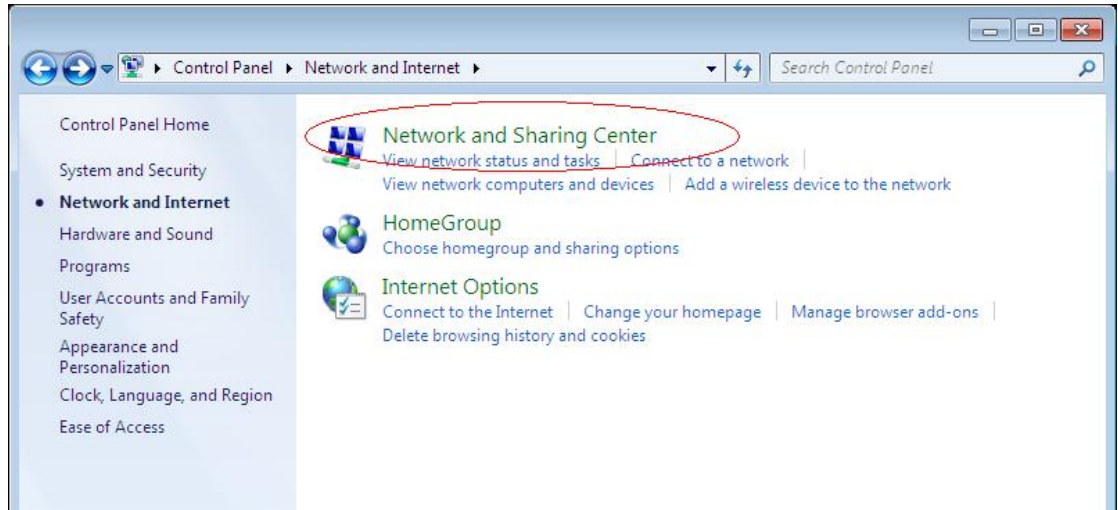 Control Panel Network and Internet Search Control Panel
Control Panel Home
System and Security
Network and Internet
Hardware and Sound
Programs
User Accounts and Family
Safety
Appearance and
Personalization
Clock, Language, and Region
Ease of Access
Network and Sharing Center
View network status and tasks Connect to a network
View network computers and devices Add a wireless device to the network
HomeGroup
Choose homegroup and sharing options
Internet Options
Connect to the Internet Change your homepage Manage browser add-ons
Delete browsing history and cookies